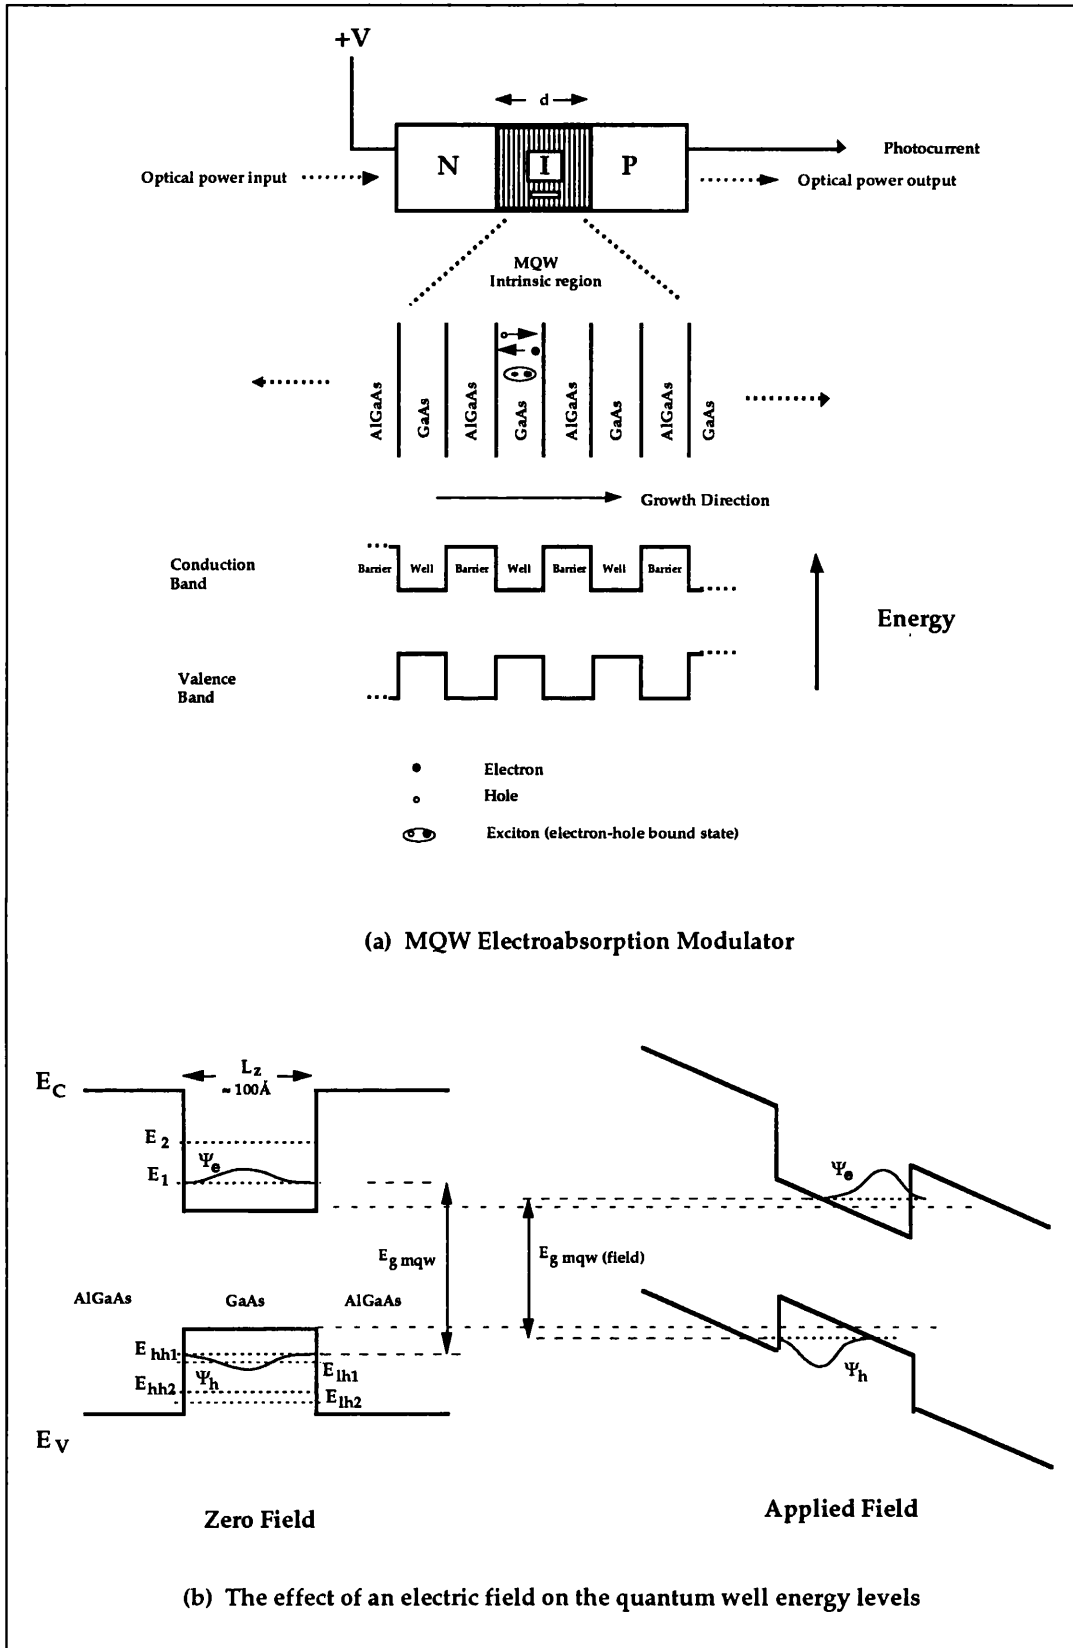 +V
d
N
I
P
Photocurrent
Optical power input
Optical power output
MQW
Intrinsic region
AlGaAs
GaAs
AlGaAs
GaAs
AlGaAs
GaAs
AlGaAs
GaAs
Growth Direction
Conduction
Band
Barrier Well Barrier Well Barrier Well Barrier
Energy
Valence
Band
Electron
Hole
Exciton (electron-hole bound state)
(a) MQW Electroabsorption Modulator
E_C
L_z
≈ 100Å
E_2
Ψ_e
E_1
Ψ_e
E_g mqw
E_g mqw (field)
AlGaAs GaAs AlGaAs
E_hh1
E_lh1
Ψ_h
E_hh2
E_lh2
Ψ_h
E_V
Zero Field
Applied Field
(b) The effect of an electric field on the quantum well energy levels